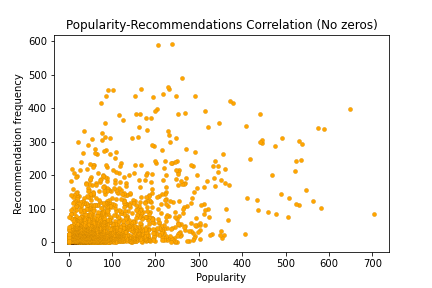 Popularity-Recommendations Correlation (No zeros)
600
500
400
300
200
100
0
Recommendation frequency
0 100 200 300 400 500 600 700
Popularity